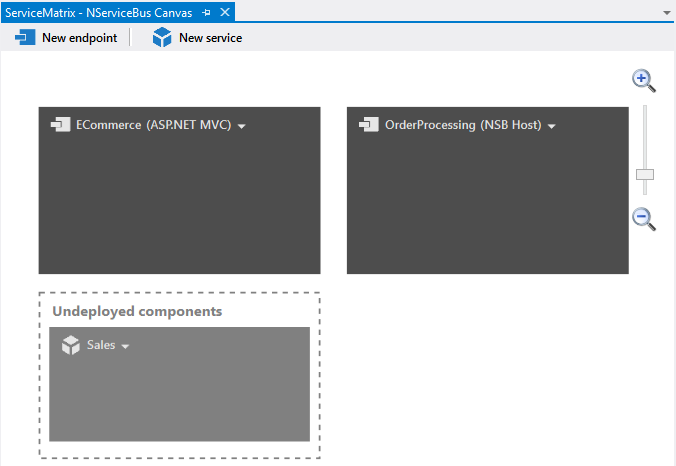 ServiceMatrix - NServiceBus Canvas
New endpoint
New service
ECommerce (ASP.NET MVC)
OrderProcessing (NSB Host)
Undeployed components
Sales